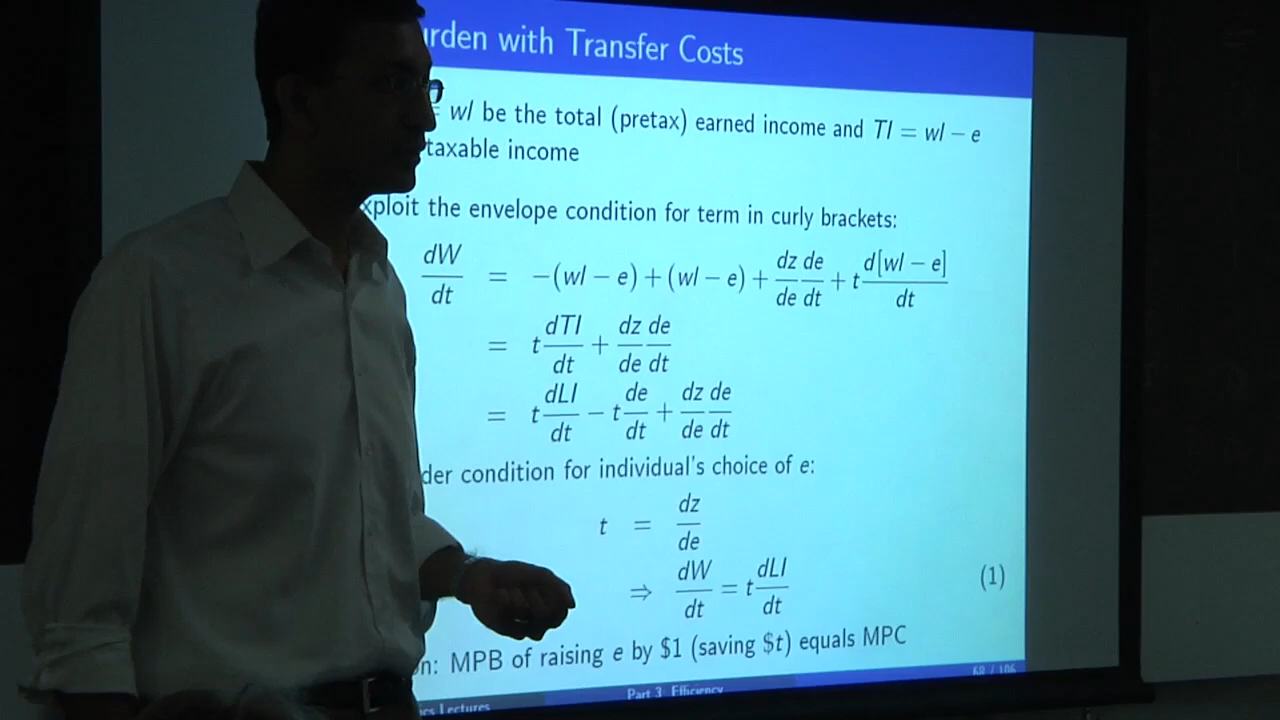 with Transfer Costs
wl be the total (pretax) earned income and TI = wl − e
taxable income
the envelope condition for term in curly brackets:
dW/dt = −(wl − e) + (wl − e) + dz/de de/dt + t d[wl − e]/dt
= t dTI/dt + dz/de de/dt
= t dLI/dt − t de/dt + dz/de de/dt
condition for individual's choice of e:
t = dz/de
⇒ dW/dt = t dLI/dt (1)
MPB of raising e by $1 (saving $t) equals MPC
68 / 106
Part 3: Efficiency
Lectures